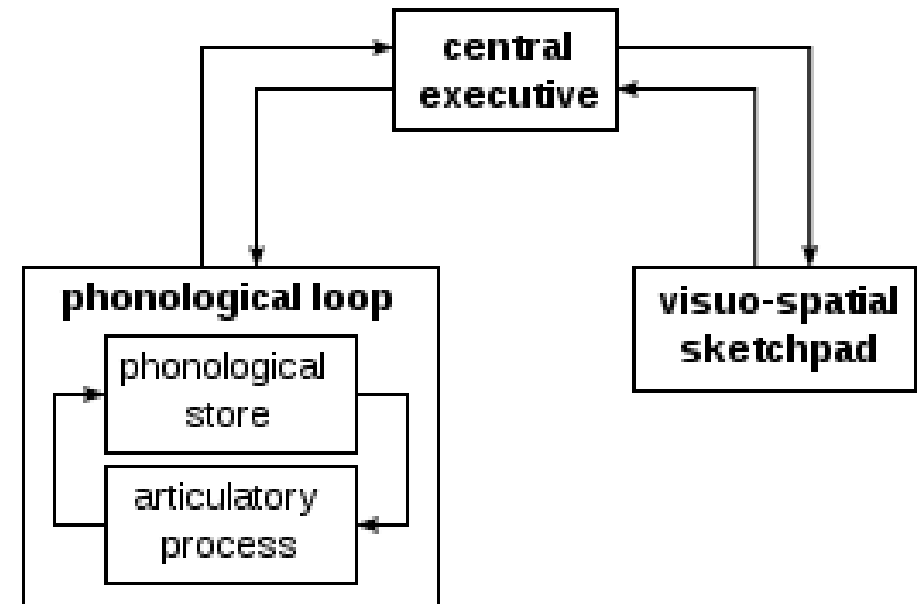 central
executive
phonological loop
phonological
store
articulatory
process
visuo-spatial
sketchpad